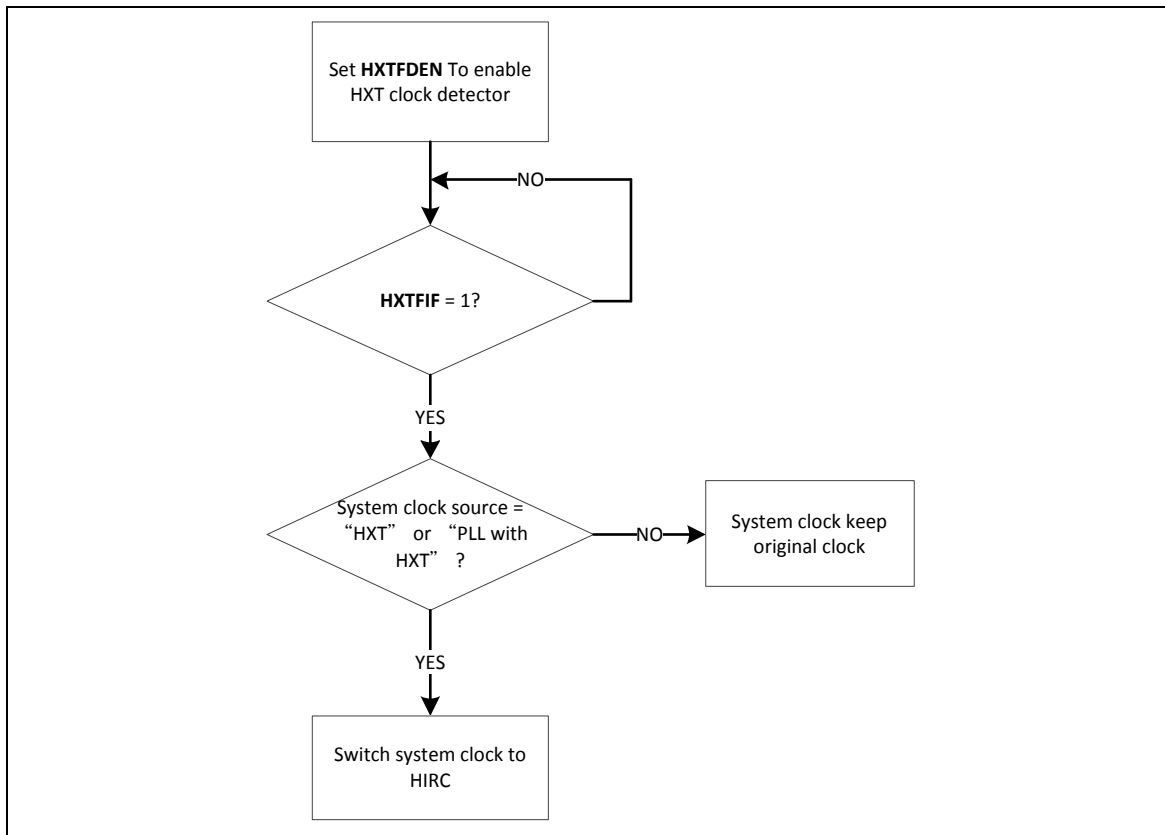 Set HXTFDEN To enable
HXT clock detector
NO
HXTFIF = 1?
YES
System clock source =
“HXT” or “PLL with
HXT” ?
NO
System clock keep
original clock
YES
Switch system clock to
HIRC